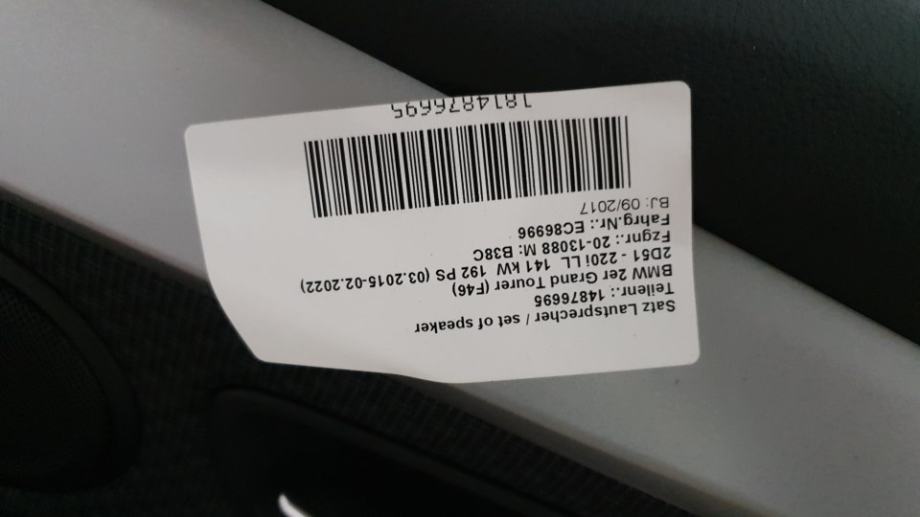 Satz Lautsprecher / set of speaker
Teilenr.: 14876695
BMW 2er Grand Tourer (F46)
2D51 - 220i LL 141 kW 192 PS (03.2015-02.2022)
Fzgnr.: 20-13088 M: B38C
Fahrg.Nr.: EC86996
BJ: 09/2017
1814876695